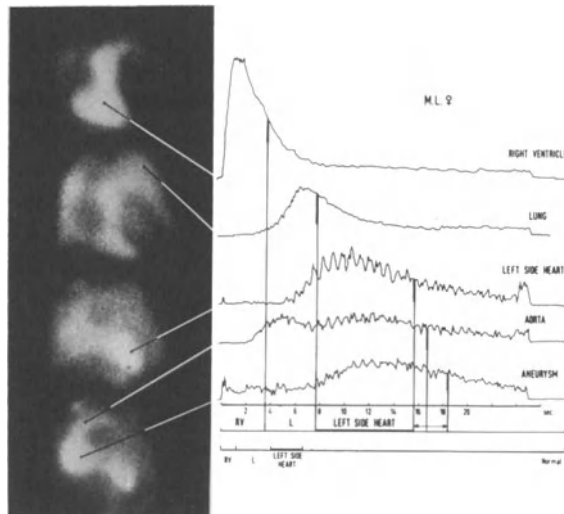 M.L. ♀
RIGHT VENTRICLE
LUNG
LEFT SIDE HEART
AORTA
ANEURYSM
2 4 6 8 10 12 14 16 18 20 SEC
RV L LEFT SIDE HEART
RV L LEFT SIDE
HEART
Normal